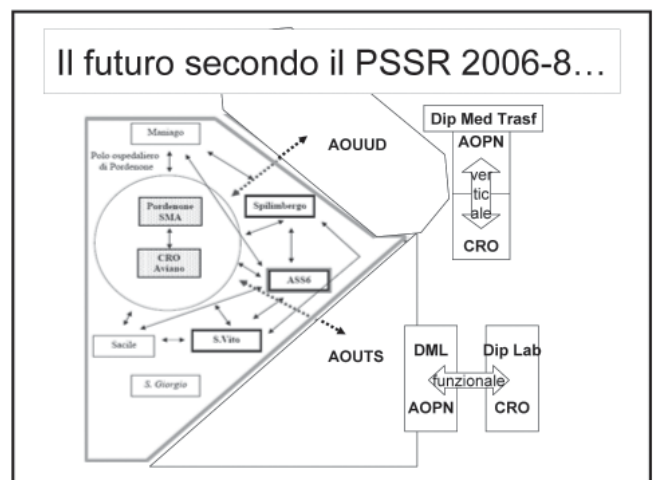 Il futuro secondo il PSSR 2006-8…
Maniago
Polo ospedaliero
di Pordenone
Pordenone
SMA
CRO
Aviano
Spilimbergo
ASS6
S.Vito
Sacile
S. Giorgio
AOUUD
AOUTS
Dip Med Trasf
AOPN
ver
tic
ale
CRO
DML
Dip Lab
funzionale
AOPN
CRO